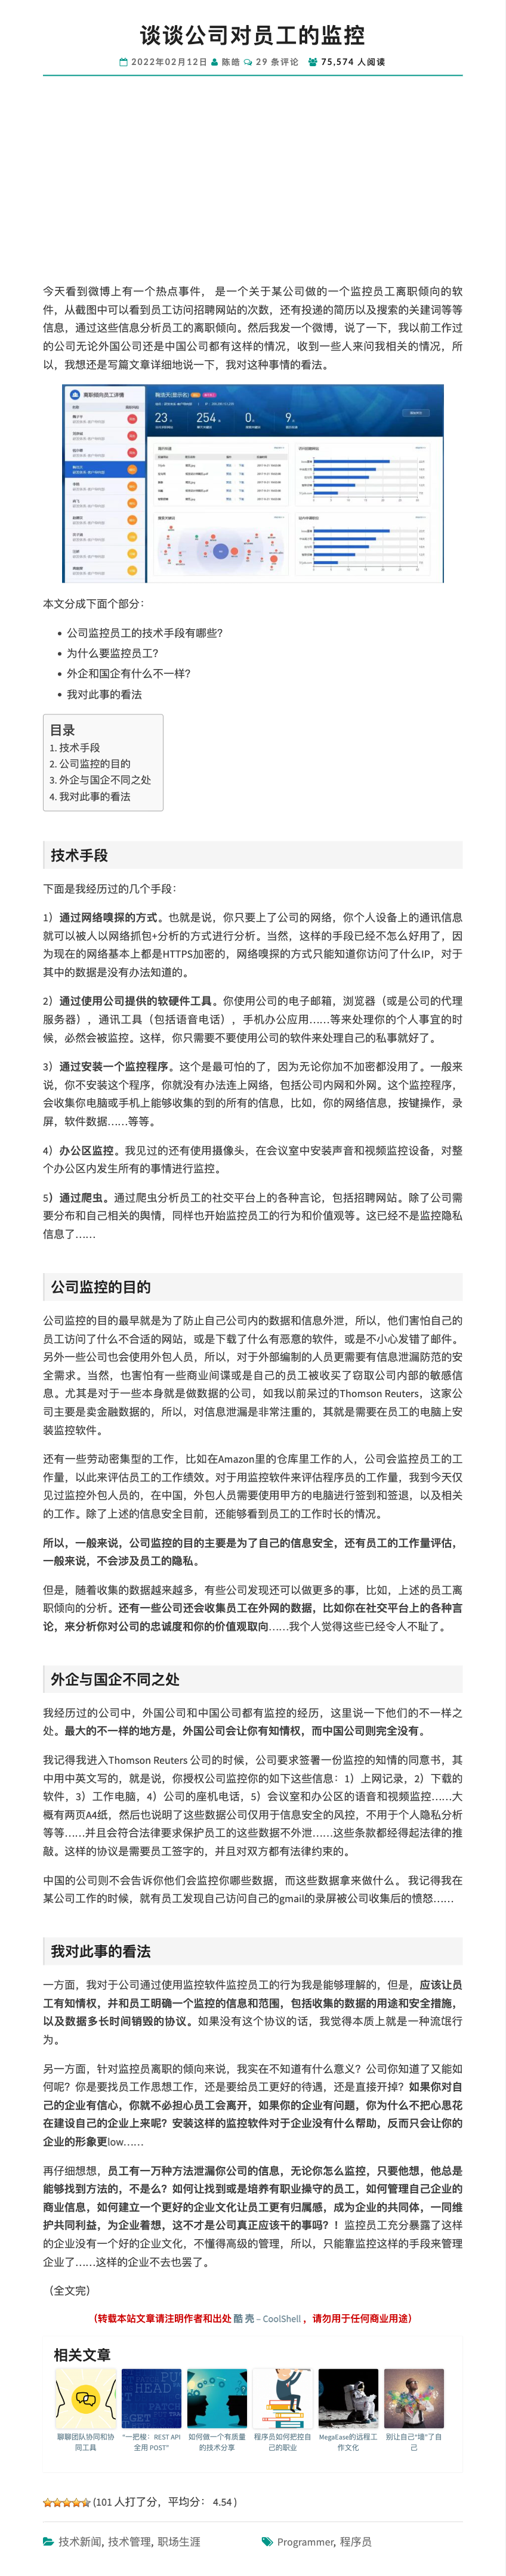 谈谈公司对员工的监控
2022年02月12日 陈皓 29 条评论 75,574 人阅读
今天看到微博上有一个热点事件， 是一个关于某公司做的一个监控员工离职倾向的软
件，从截图中可以看到员工访问招聘网站的次数，还有投递的简历以及搜索的关建词等等
信息，通过这些信息分析员工的离职倾向。然后我发一个微博，说了一下，我以前工作过
的公司无论外国公司还是中国公司都有这样的情况，收到一些人来问我相关的情况，所
以，我想还是写篇文章详细地说一下，我对这种事情的看法。
离职倾向员工详情
23 254 0 9
本文分成下面个部分：
公司监控员工的技术手段有哪些？
为什么要监控员工？
外企和国企有什么不一样？
我对此事的看法
目录
1. 技术手段
2. 公司监控的目的
3. 外企与国企不同之处
4. 我对此事的看法
技术手段
下面是我经历过的几个手段：
1）通过网络嗅探的方式。也就是说，你只要上了公司的网络，你个人设备上的通讯信息
就可以被人以网络抓包+分析的方式进行分析。当然，这样的手段已经不怎么好用了，因
为现在的网络基本上都是HTTPS加密的，网络嗅探的方式只能知道你访问了什么IP，对于
其中的数据是没有办法知道的。
2）通过使用公司提供的软硬件工具。你使用公司的电子邮箱，浏览器（或是公司的代理
服务器），通讯工具（包括语音电话），手机办公应用……等来处理你的个人事宜的时
候，必然会被监控。这样，你只需要不要使用公司的软件来处理自己的私事就好了。
3）通过安装一个监控程序。这个是最可怕的了，因为无论你加不加密都没用了。一般来
说，你不安装这个程序，你就没有办法连上网络，包括公司内网和外网。这个监控程序，
会收集你电脑或手机上能够收集的到的所有的信息，比如，你的网络信息，按键操作，录
屏，软件数据……等等。
4）办公区监控。我见过的还有使用摄像头，在会议室中安装声音和视频监控设备，对整
个办公区内发生所有的事情进行监控。
5）通过爬虫。通过爬虫分析员工的社交平台上的各种言论，包括招聘网站。除了公司需
要分布和自己相关的舆情，同样也开始监控员工的行为和价值观等。这已经不是监控隐私
信息了……
公司监控的目的
公司监控的目的最早就是为了防止自己公司内的数据和信息外泄，所以，他们害怕自己的
员工访问了什么不合适的网站，或是下载了什么有恶意的软件，或是不小心发错了邮件。
另外一些公司也会使用外包人员，所以，对于外部编制的人员更需要有信息泄漏防范的安
全需求。当然，也害怕有一些商业间谍或是自己的员工被收买了窃取公司内部的敏感信
息。尤其是对于一些本身就是做数据的公司，如我以前呆过的Thomson Reuters，这家公
司主要是卖金融数据的，所以，对信息泄漏是非常注重的，其就是需要在员工的电脑上安
装监控软件。
还有一些劳动密集型的工作，比如在Amazon里的仓库里工作的人，公司会监控员工的工
作量，以此来评估员工的工作绩效。对于用监控软件来评估程序员的工作量，我到今天仅
见过监控外包人员的，在中国，外包人员需要使用甲方的电脑进行签到和签退，以及相关
的工作。除了上述的信息安全目前，还能够看到员工的工作时长的情况。
所以，一般来说，公司监控的目的主要是为了自己的信息安全，还有员工的工作量评估，
一般来说，不会涉及员工的隐私。
但是，随着收集的数据越来越多，有些公司发现还可以做更多的事，比如，上述的员工离
职倾向的分析。还有一些公司还会收集员工在外网的数据，比如你在社交平台上的各种言
论，来分析你对公司的忠诚度和你的价值观取向……我个人觉得这些已经令人不耻了。
外企与国企不同之处
我经历过的公司中，外国公司和中国公司都有监控的经历，这里说一下他们的不一样之
处。最大的不一样的地方是，外国公司会让你有知情权，而中国公司则完全没有。
我记得我进入Thomson Reuters 公司的时候，公司要求签署一份监控的知情的同意书，其
中用中英文写的，就是说，你授权公司监控你的如下这些信息：1）上网记录，2）下载的
软件，3）工作电脑，4）公司的座机电话，5）会议室和办公区的语音和视频监控……大
概有两页A4纸，然后也说明了这些数据公司仅用于信息安全的风控，不用于个人隐私分析
等等……并且会符合法律要求保护员工的这些数据不外泄……这些条款都经得起法律的推
敲。这样的协议是需要员工签字的，并且对双方都有法律约束的。
中国的公司则不会告诉你他们会监控你哪些数据，而这些数据拿来做什么。 我记得我在
某公司工作的时候，就有员工发现自己访问自己的gmail的录屏被公司收集后的愤怒……
我对此事的看法
一方面，我对于公司通过使用监控软件监控员工的行为我是能够理解的，但是，应该让员
工有知情权，并和员工明确一个监控的信息和范围，包括收集的数据的用途和安全措施，
以及数据多长时间销毁的协议。如果没有这个协议的话，我觉得本质上就是一种流氓行
为。
另一方面，针对监控员离职的倾向来说，我实在不知道有什么意义？公司你知道了又能如
何呢？你是要找员工作思想工作，还是要给员工更好的待遇，还是直接开掉？如果你对自
己的企业有信心，你就不必担心员工会离开，如果你的企业有问题，你为什么不把心思花
在建设自己的企业上来呢？安装这样的监控软件对于企业没有什么帮助，反而只会让你的
企业的形象更low……
再仔细想想，员工有一万种方法泄漏你公司的信息，无论你怎么监控，只要他想，他总是
能够找到方法的，不是么？如何让找到或是培养有职业操守的员工，如何管理自己企业的
商业信息，如何建立一个更好的企业文化让员工更有归属感，成为企业的共同体，一同维
护共同利益，为企业着想，这不才是公司真正应该干的事吗？！监控员工充分暴露了这样
的企业没有一个好的企业文化，不懂得高级的管理，所以，只能靠监控这样的手段来管理
企业了……这样的企业不去也罢了。
（全文完）
（转载本站文章请注明作者和出处 酷 壳 – CoolShell ，请勿用于任何商业用途）
相关文章
聊聊团队协同和协
同工具
“一把梭：REST API
全用 POST”
如何做一个有质量
的技术分享
程序员如何把控自
己的职业
MegaEase的远程工
作文化
别让自己“墙”了自
己
(101 人打了分，平均分： 4.54 )
技术新闻, 技术管理, 职场生涯
Programmer, 程序员